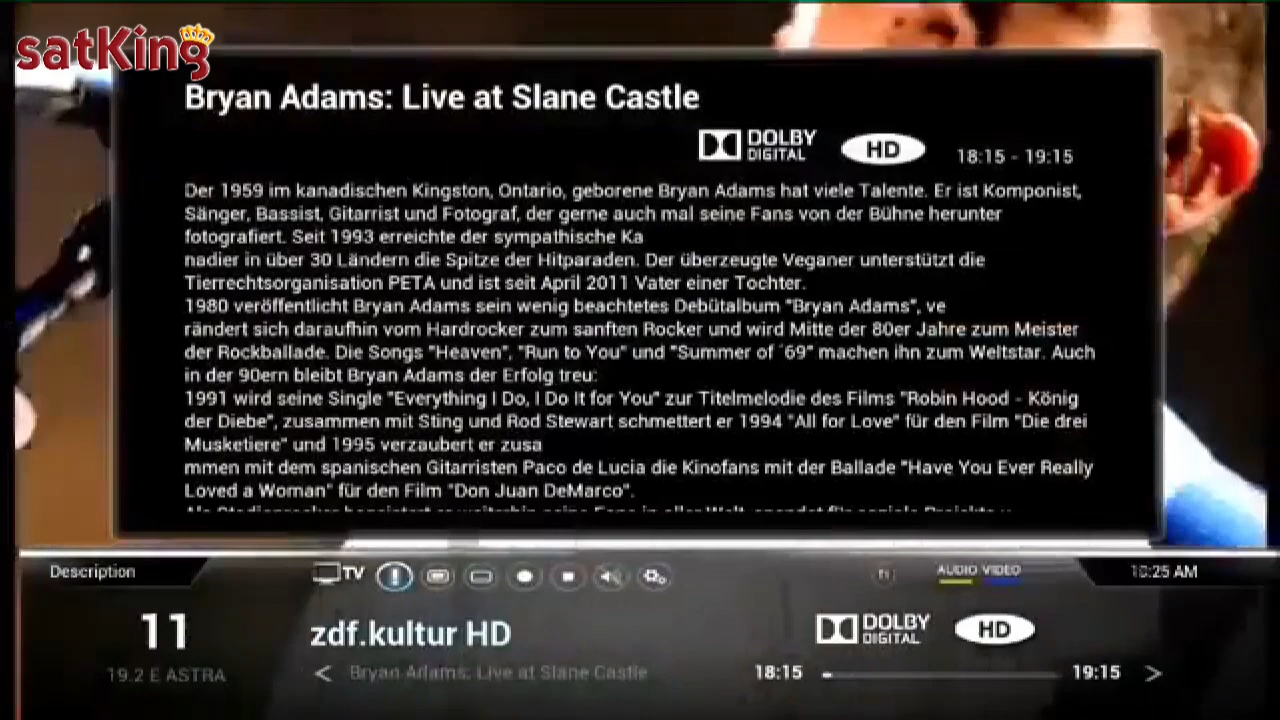 satKing
Bryan Adams: Live at Slane Castle
DOLBY
DIGITAL
HD
18:15 - 19:15
Der 1959 im kanadischen Kingston, Ontario, geborene Bryan Adams hat viele Talente. Er ist Komponist,
Sänger, Bassist, Gitarrist und Fotograf, der gerne auch mal seine Fans von der Bühne herunter
fotografiert. Seit 1993 erreichte der sympathische Ka
nadier in über 30 Ländern die Spitze der Hitparaden. Der überzeugte Veganer unterstützt die
Tierrechtsorganisation PETA und ist seit April 2011 Vater einer Tochter.
1980 veröffentlicht Bryan Adams sein wenig beachtetes Debütalbum "Bryan Adams", ve
rändert sich daraufhin vom Hardrocker zum sanften Rocker und wird Mitte der 80er Jahre zum Meister
der Rockballade. Die Songs "Heaven", "Run to You" und "Summer of ´69" machen ihn zum Weltstar. Auch
in der 90ern bleibt Bryan Adams der Erfolg treu:
1991 wird seine Single "Everything I Do, I Do It for You" zur Titelmelodie des Films "Robin Hood - König
der Diebe", zusammen mit Sting und Rod Stewart schmettert er 1994 "All for Love" für den Film "Die drei
Musketiere" und 1995 verzaubert er zusa
mmen mit dem spanischen Gitarristen Paco de Lucia die Kinofans mit der Ballade "Have You Ever Really
Loved a Woman" für den Film "Don Juan DeMarco".
Description
TV
AUDIO VIDEO
10:25 AM
11
zdf.kultur HD
DOLBY
DIGITAL
HD
19.2 E ASTRA
< Bryan Adams: Live at Slane Castle
18:15
19:15 >